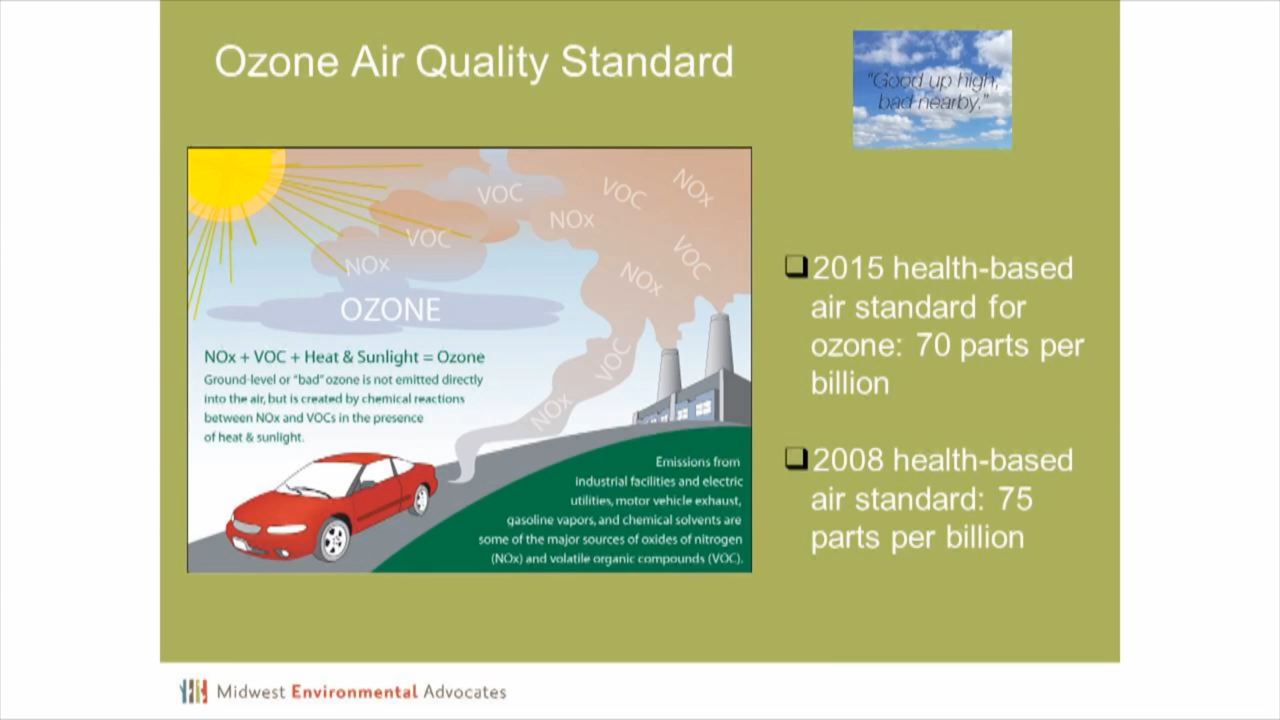 Ozone Air Quality Standard
"Good up high,
bad nearby."
VOC
VOC
NOx
NOx
VOC
VOC
NOx
NOx
OZONE
VOC
NOx
NOx + VOC + Heat & Sunlight = Ozone
Ground-level or "bad" ozone is not emitted directly
into the air, but is created by chemical reactions
between NOx and VOCs in the presence
of heat & sunlight.
Emissions from
industrial facilities and electric
utilities, motor vehicle exhaust,
gasoline vapors, and chemical solvents are
some of the major sources of oxides of nitrogen
(NOx) and volatile organic compounds (VOC).
2015 health-based
air standard for
ozone: 70 parts per
billion
2008 health-based
air standard: 75
parts per billion
Midwest Environmental Advocates